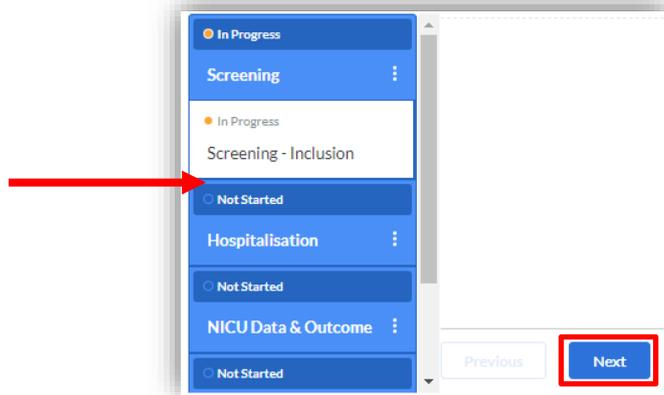 In Progress
Screening
In Progress
Screening - Inclusion
Not Started
Hospitalisation
Not Started
NICU Data & Outcome
Not Started
Previous
Next